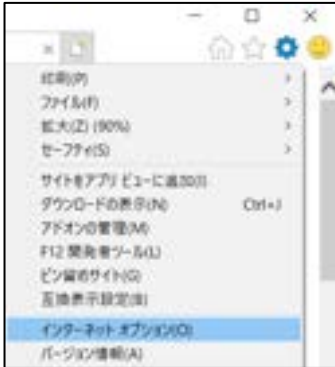 印刷(P)
ファイル(F)
拡大(Z) (90%)
セーフティ(S)
サイトをアプリ ビューに追加(I)
ダウンロードの表示(N) Ctrl+J
アドオンの管理(M)
F12 開発者ツール(L)
ピン留めサイト(G)
互換表示設定(B)
インターネット オプション(O)
バージョン情報(A)